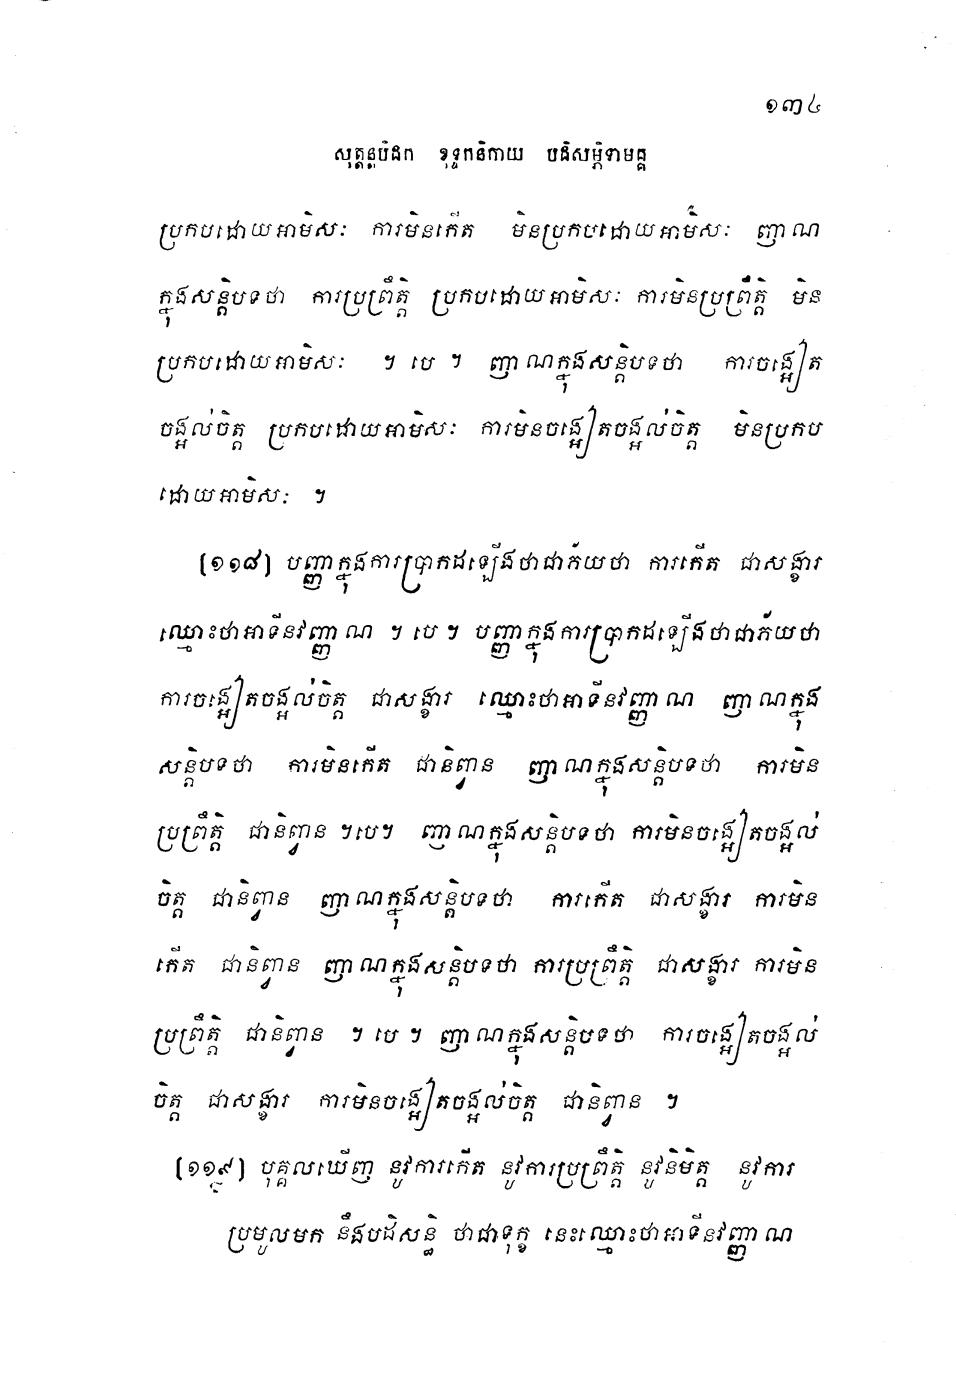 ១៣៤
សុត្តន្តបិដក ខុទ្ទកនិកាយ បដិសម្ភិទាមគ្គ
ប្រកបដោយអាមិសៈ ការមិនកើត មិនប្រកបដោយអាមិសៈ ញាណ
ក្នុងសន្តិបទថា ការប្រព្រឹត្តិ ប្រកបដោយអាមិសៈ ការមិនប្រព្រឹត្តិ មិន
ប្រកបដោយអាមិសៈ ។ បេ ។ ញាណក្នុងសន្តិបទថា ការចង្អៀត
ចង្អល់ចិត្ត ប្រកបដោយអាមិសៈ ការមិនចង្អៀតចង្អល់ចិត្ត មិនប្រកប
ដោយអាមិសៈ ។
[១១៨] បញ្ញាក្នុងការប្រាកដឡើងថាជាភ័យថា ការកើត ជាសង្ខារ
ឈ្មោះថាអាទីនវញ្ញាណ ។ បេ ។ បញ្ញាក្នុងការប្រាកដឡើងថាជាភ័យថា
ការចង្អៀតចង្អល់ចិត្ត ជាសង្ខារ ឈ្មោះថាអាទីនវញ្ញាណ ញាណក្នុង
សន្តិបទថា ការមិនកើត ជានិព្វាន ញាណក្នុងសន្តិបទថា ការមិន
ប្រព្រឹត្តិ ជានិព្វាន ។បេ។ ញាណក្នុងសន្តិបទថា ការមិនចង្អៀតចង្អល់
ចិត្ត ជានិព្វាន ញាណក្នុងសន្តិបទថា ការកើត ជាសង្ខារ ការមិន
កើត ជានិព្វាន ញាណក្នុងសន្តិបទថា ការប្រព្រឹត្តិ ជាសង្ខារ ការមិន
ប្រព្រឹត្តិ ជានិព្វាន ។ បេ ។ ញាណក្នុងសន្តិបទថា ការចង្អៀតចង្អល់
ចិត្ត ជាសង្ខារ ការមិនចង្អៀតចង្អល់ចិត្ត ជានិព្វាន ។
[១១៩] បុគ្គលឃើញ នូវការកើត នូវការប្រព្រឹត្តិ នូវនិមិត្ត នូវការ
ប្រមូលមក នឹងបដិសន្ធិ ថាជាទុក្ខ នេះឈ្មោះថាអាទីនវញ្ញាណ